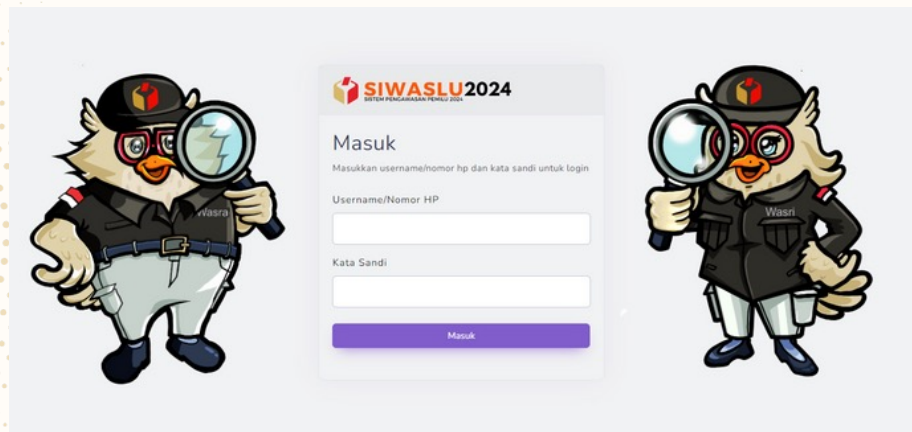 SIWASLU2024
SISTEM PENGAWASAN PEMILU 2024
Masuk
Masukkan username/nomor hp dan kata sandi untuk login
Username/Nomor HP
Wasra
Wasri
Kata Sandi
Masuk